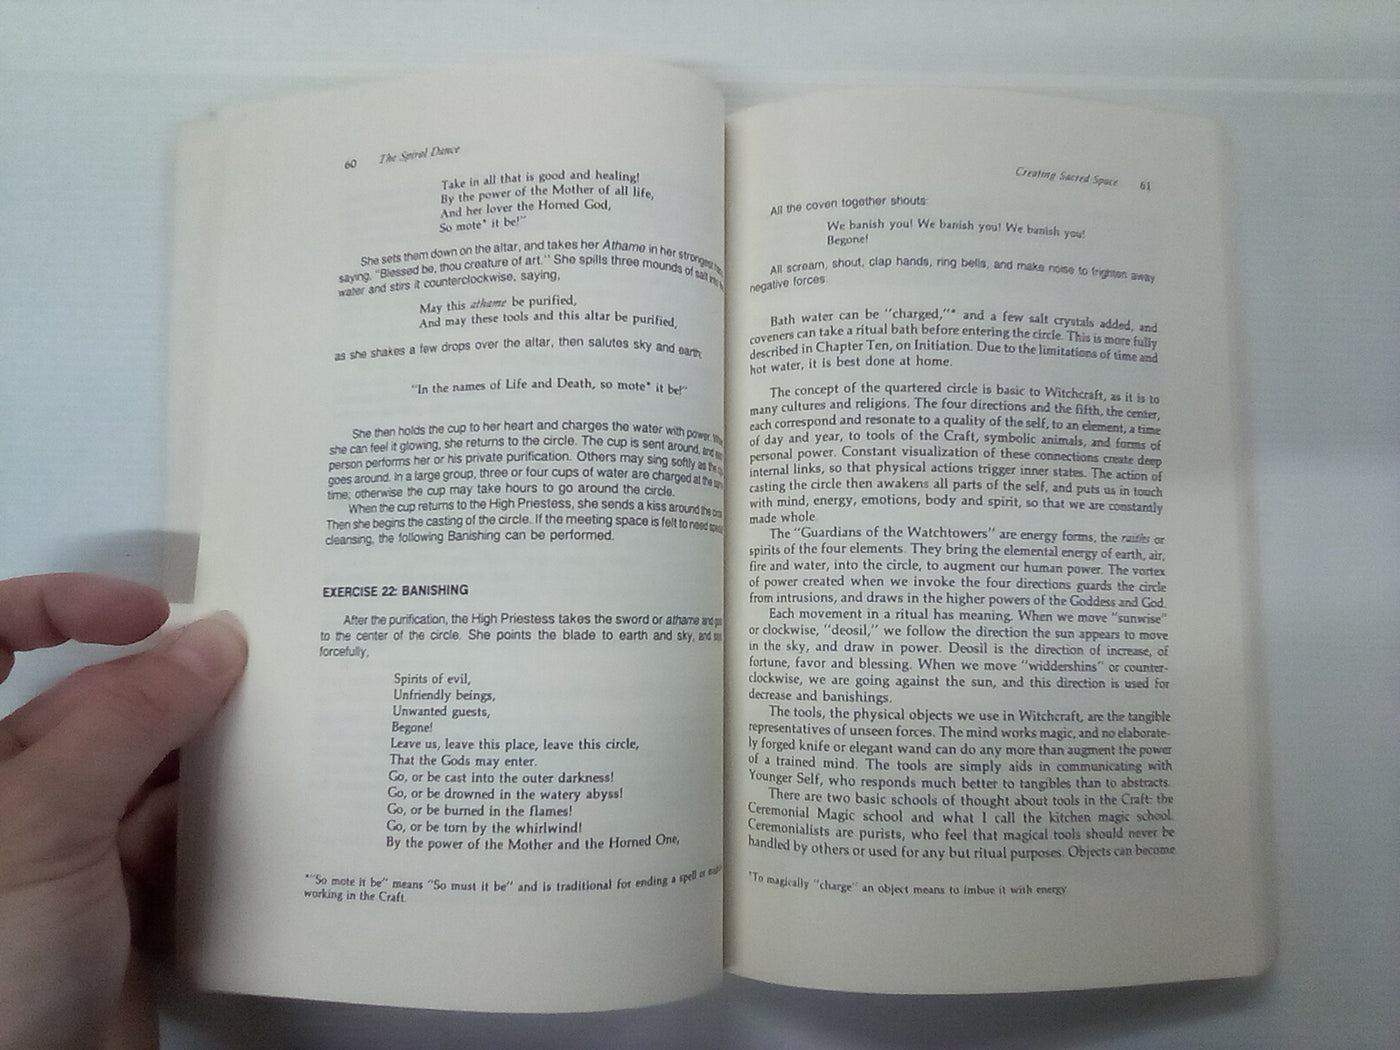 60 The Spiral Dance
Take in all that is good and healing!
By the power of the Mother of all life,
And her lover the Horned God,
So mote* it be!"
She sets them down on the altar, and takes her Athame in her strongest
saying, "Blessed be, thou creature of art." She spills three mounds of salt into
water and stirs it counterclockwise, saying,
May this athame be purified,
And may these tools and this altar be purified,
as she shakes a few drops over the altar, then salutes sky and earth,
"In the names of Life and Death, so mote* it be!"
She then holds the cup to her heart and charges the water with power.
she can feel it glowing, she returns to the circle. The cup is sent around, and
person performs her or his private purification. Others may sing softly as the
goes around. In a large group, three or four cups of water are charged at the
time; otherwise the cup may take hours to go around the circle.
When the cup returns to the High Priestess, she sends a kiss around the
Then she begins the casting of the circle. If the meeting space is felt to need
cleansing, the following Banishing can be performed.
EXERCISE 22: BANISHING
After the purification, the High Priestess takes the sword or athame and
to the center of the circle. She points the blade to earth and sky, and
forcefully,
Spirits of evil,
Unfriendly beings,
Unwanted guests,
Begone!
Leave us, leave this place, leave this circle,
That the Gods may enter.
Go, or be cast into the outer darkness!
Go, or be drowned in the watery abyss!
Go, or be burned in the flames!
Go, or be torn by the whirlwind!
By the power of the Mother and the Horned One,
*"So mote it be" means "So must it be" and is traditional for ending a spell or
working in the Craft.
Creating Sacred Space 61
All the coven together shouts:
We banish you! We banish you! We banish you!
Begone!
All scream, shout, clap hands, ring bells, and make noise to frighten away
negative forces.
Bath water can be "charged,"* and a few salt crystals added, and
coveners can take a ritual bath before entering the circle. This is more fully
described in Chapter Ten, on Initiation. Due to the limitations of time and
hot water, it is best done at home.
The concept of the quartered circle is basic to Witchcraft, as it is to
many cultures and religions. The four directions and the fifth, the center,
each correspond and resonate to a quality of the self, to an element, a time
of day and year, to tools of the Craft, symbolic animals, and forms of
personal power. Constant visualization of these connections create deep
internal links, so that physical actions trigger inner states. The action of
casting the circle then awakens all parts of the self, and puts us in touch
with mind, energy, emotions, body and spirit, so that we are constantly
made whole.
The "Guardians of the Watchtowers" are energy forms, the raiths or
spirits of the four elements. They bring the elemental energy of earth, air,
fire and water, into the circle, to augment our human power. The vortex
of power created when we invoke the four directions guards the circle
from intrusions, and draws in the higher powers of the Goddess and God.
Each movement in a ritual has meaning. When we move "sunwise"
or clockwise, "deosil," we follow the direction the sun appears to move
in the sky, and draw in power. Deosil is the direction of increase, of
fortune, favor and blessing. When we move "widdershins" or counter-
clockwise, we are going against the sun, and this direction is used for
decrease and banishings.
The tools, the physical objects we use in Witchcraft, are the tangible
representatives of unseen forces. The mind works magic, and no elaborate-
ly forged knife or elegant wand can do any more than augment the power
of a trained mind. The tools are simply aids in communicating with
Younger Self, who responds much better to tangibles than to abstracts.
There are two basic schools of thought about tools in the Craft: the
Ceremonial Magic school and what I call the kitchen magic school.
Ceremonialists are purists, who feel that magical tools should never be
handled by others or used for any but ritual purposes. Objects can become
*To magically "charge" an object means to imbue it with energy.